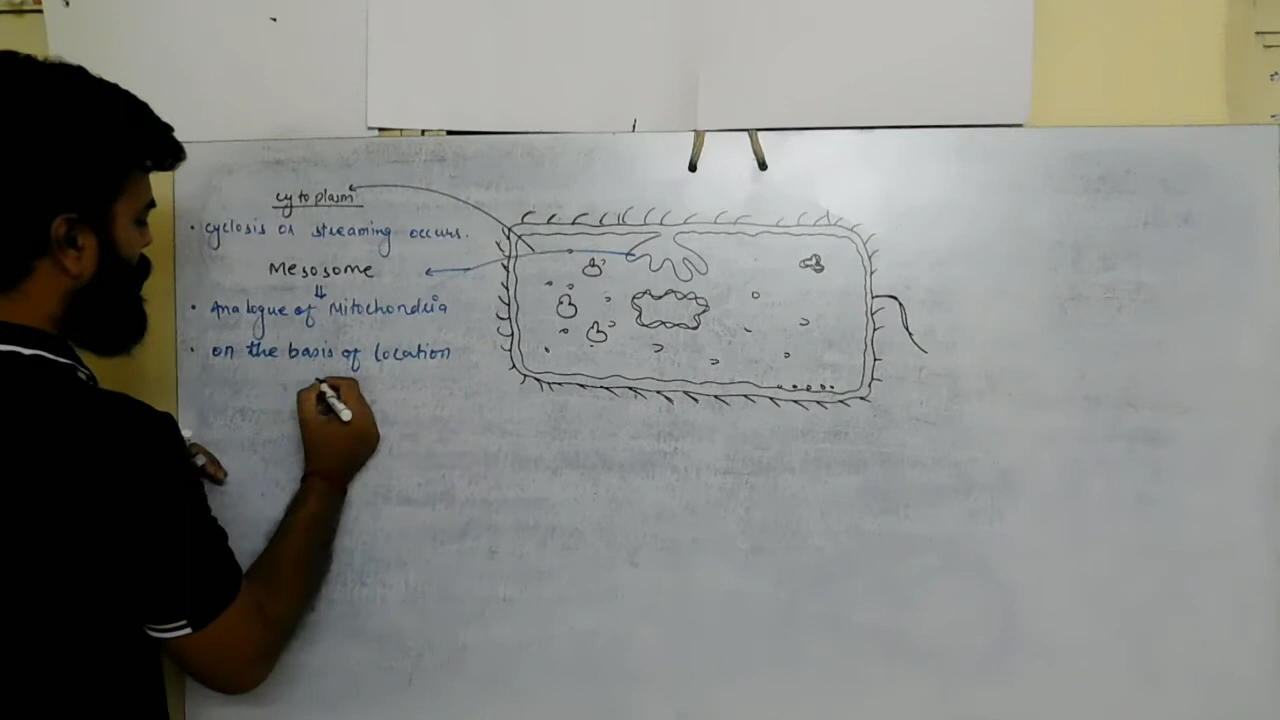 cytoplasm
• cyclosis or streaming occurs.
Mesosome
• Analogue of Mitochondria
• on the basis of location